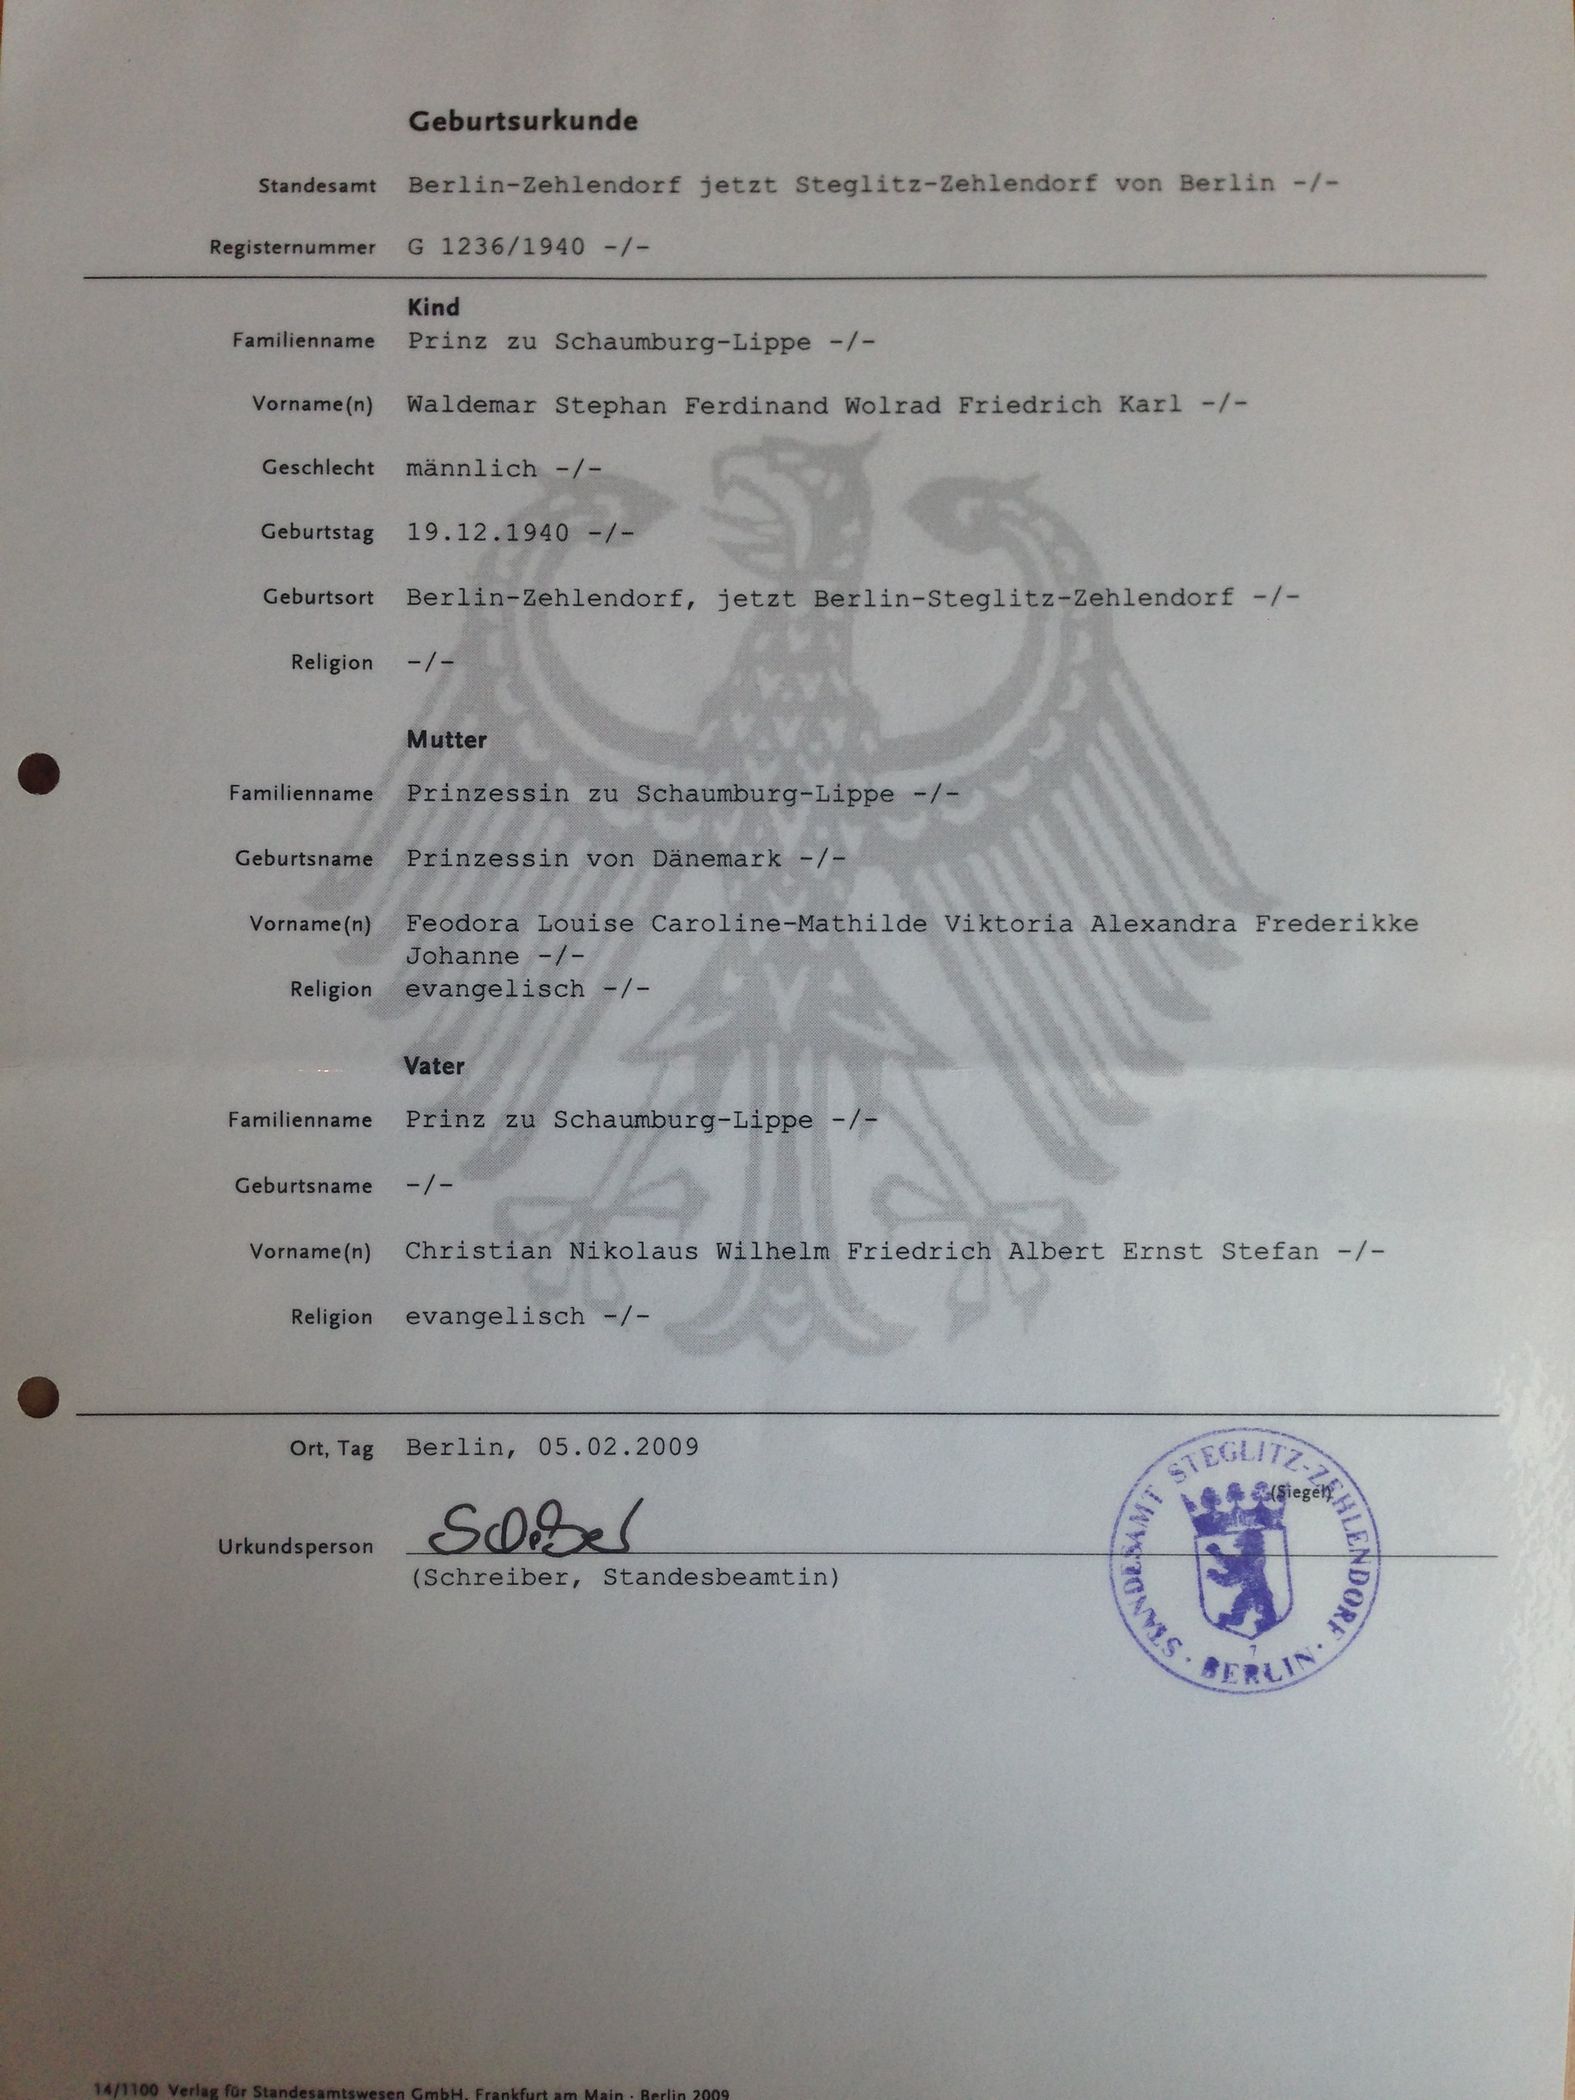 Geburtsurkunde
Standesamt Berlin-Zehlendorf jetzt Steglitz-Zehlendorf von Berlin -/-
Registernummer G 1236/1940 -/-
Kind
Familienname Prinz zu Schaumburg-Lippe -/-
Vorname(n) Waldemar Stephan Ferdinand Wolrad Friedrich Karl -/-
Geschlecht männlich -/-
Geburtstag 19.12.1940 -/-
Geburtsort Berlin-Zehlendorf, jetzt Berlin-Steglitz-Zehlendorf -/-
Religion -/-
Mutter
Familienname Prinzessin zu Schaumburg-Lippe -/-
Geburtsname Prinzessin von Dänemark -/-
Vorname(n) Feodora Louise Caroline-Mathilde Viktoria Alexandra Frederikke
Johanne -/-
Religion evangelisch -/-
Vater
Familienname Prinz zu Schaumburg-Lippe -/-
Geburtsname -/-
Vorname(n) Christian Nikolaus Wilhelm Friedrich Albert Ernst Stefan -/-
Religion evangelisch -/-
Ort, Tag Berlin, 05.02.2009
(Siegel)
Urkundsperson Schreiber
(Schreiber, Standesbeamtin)
STANDESAMT STEGLITZ-ZEHLENDORF · BERLIN ·
7
14/1100 Verlag für Standesamtswesen GmbH, Frankfurt am Main · Berlin 2009